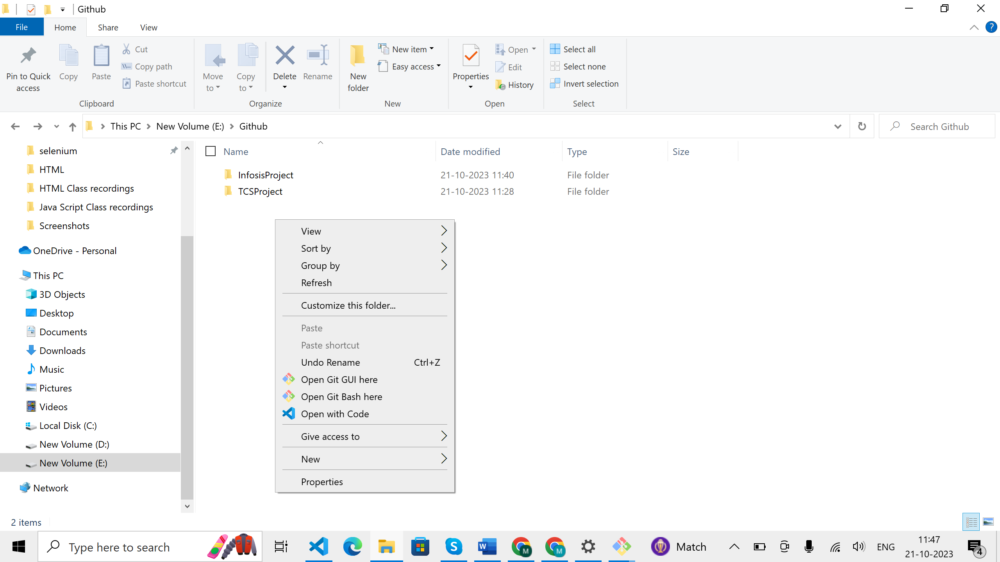 Github
File
Home
Share
View
Pin to Quick
access
Copy
Paste
Cut
Copy path
Paste shortcut
Clipboard
Move
to
Copy
to
Delete
Rename
Organize
New
folder
New item
Easy access
New
Properties
Open
Edit
History
Open
Select all
Select none
Invert selection
Select
This PC
New Volume (E:)
Github
Search Github
selenium
HTML
HTML Class recordings
Java Script Class recordings
Screenshots
OneDrive - Personal
This PC
3D Objects
Desktop
Documents
Downloads
Music
Pictures
Videos
Local Disk (C:)
New Volume (D:)
New Volume (E:)
Network
Name
Date modified
Type
Size
InfosisProject
21-10-2023 11:40
File folder
TCSProject
21-10-2023 11:28
File folder
View
Sort by
Group by
Refresh
Customize this folder...
Paste
Paste shortcut
Undo Rename
Ctrl+Z
Open Git GUI here
Open Git Bash here
Open with Code
Give access to
New
Properties
2 items
Type here to search
S
W
M
M
Match
ENG
11:47
21-10-2023
4